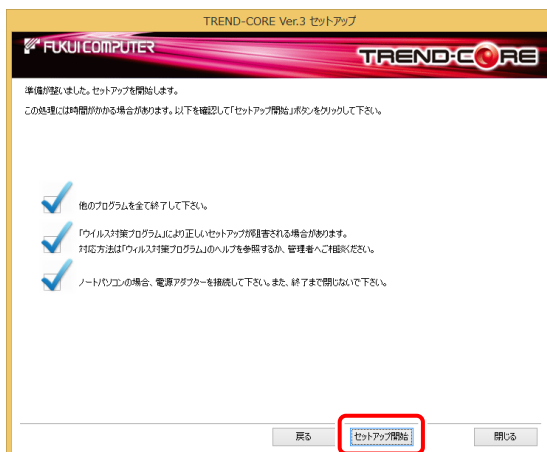 TREND-CORE Ver.3 セットアップ
FUKUI COMPUTER
TREND-CORE
準備が整いました。セットアップを開始します。
この処理には時間がかかる場合があります。以下を確認して「セットアップ開始」ボタンをクリックして下さい。
他のプログラムを全て終了して下さい。
「ウイルス対策プログラム」により正しいセットアップが阻害される場合があります。
対応方法は「ウィルス対策プログラム」のヘルプを参照するか、管理者へご相談ください。
ノートパソコンの場合、電源アダプターを接続して下さい。また、終了まで閉じないで下さい。
戻る
セットアップ開始
閉じる